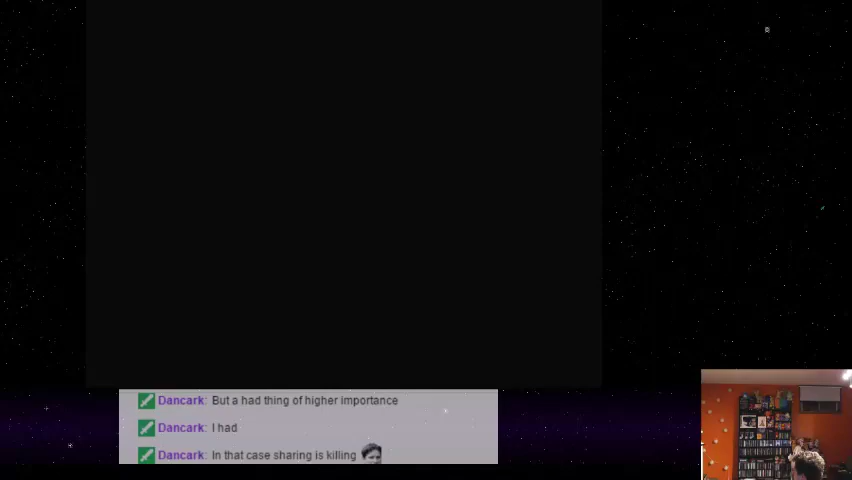 Dancark: But a had thing of higher importance
Dancark: I had
Dancark: In that case sharing is killing